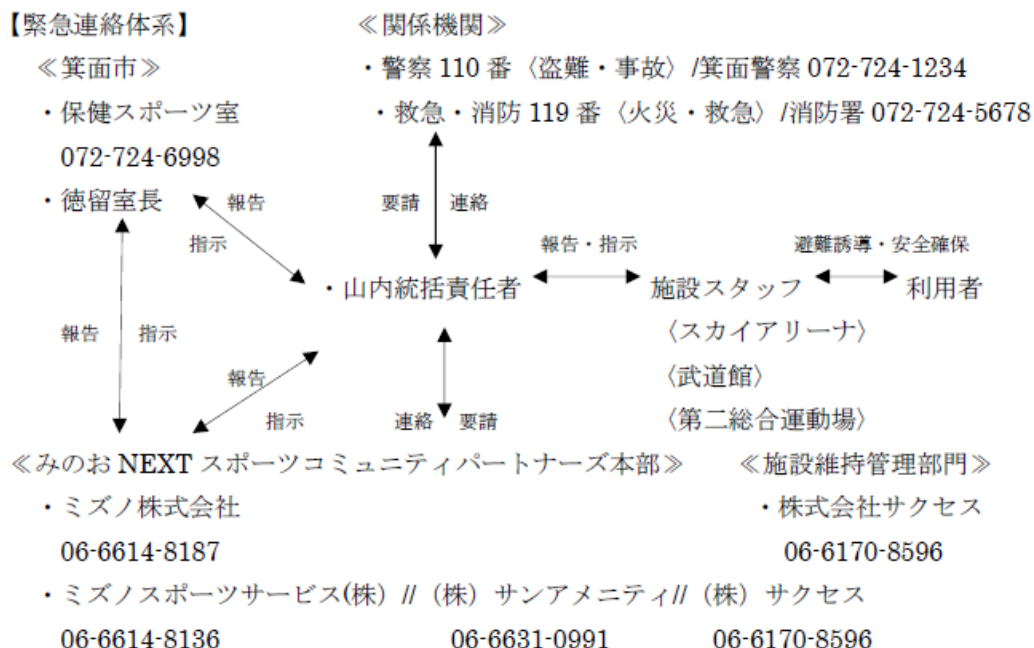 【緊急連絡体系】 ≪関係機関≫
≪箕面市≫ ・警察 110 番〈盗難・事故〉/箕面警察 072-724-1234
・保健スポーツ室 ・救急・消防 119 番〈火災・救急〉/消防署 072-724-5678
072-724-6998
・徳留室長 報告 要請 連絡
指示 報告・指示 避難誘導・安全確保
・山内統括責任者 施設スタッフ 利用者
報告 指示 〈スカイアリーナ〉
報告 〈武道館〉
指示 連絡 要請 〈第二総合運動場〉
≪みのお NEXT スポーツコミュニティパートナーズ本部≫ ≪施設維持管理部門≫
・ミズノ株式会社 ・株式会社サクセス
06-6614-8187 06-6170-8596
・ミズノスポーツサービス(株) //（株）サンアメニティ//（株）サクセス
06-6614-8136 06-6631-0991 06-6170-8596